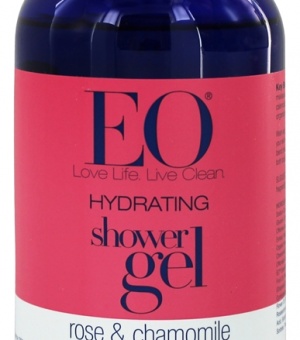 EO®
Love Life. Live Clean.
HYDRATING
shower
gel
rose & chamomile